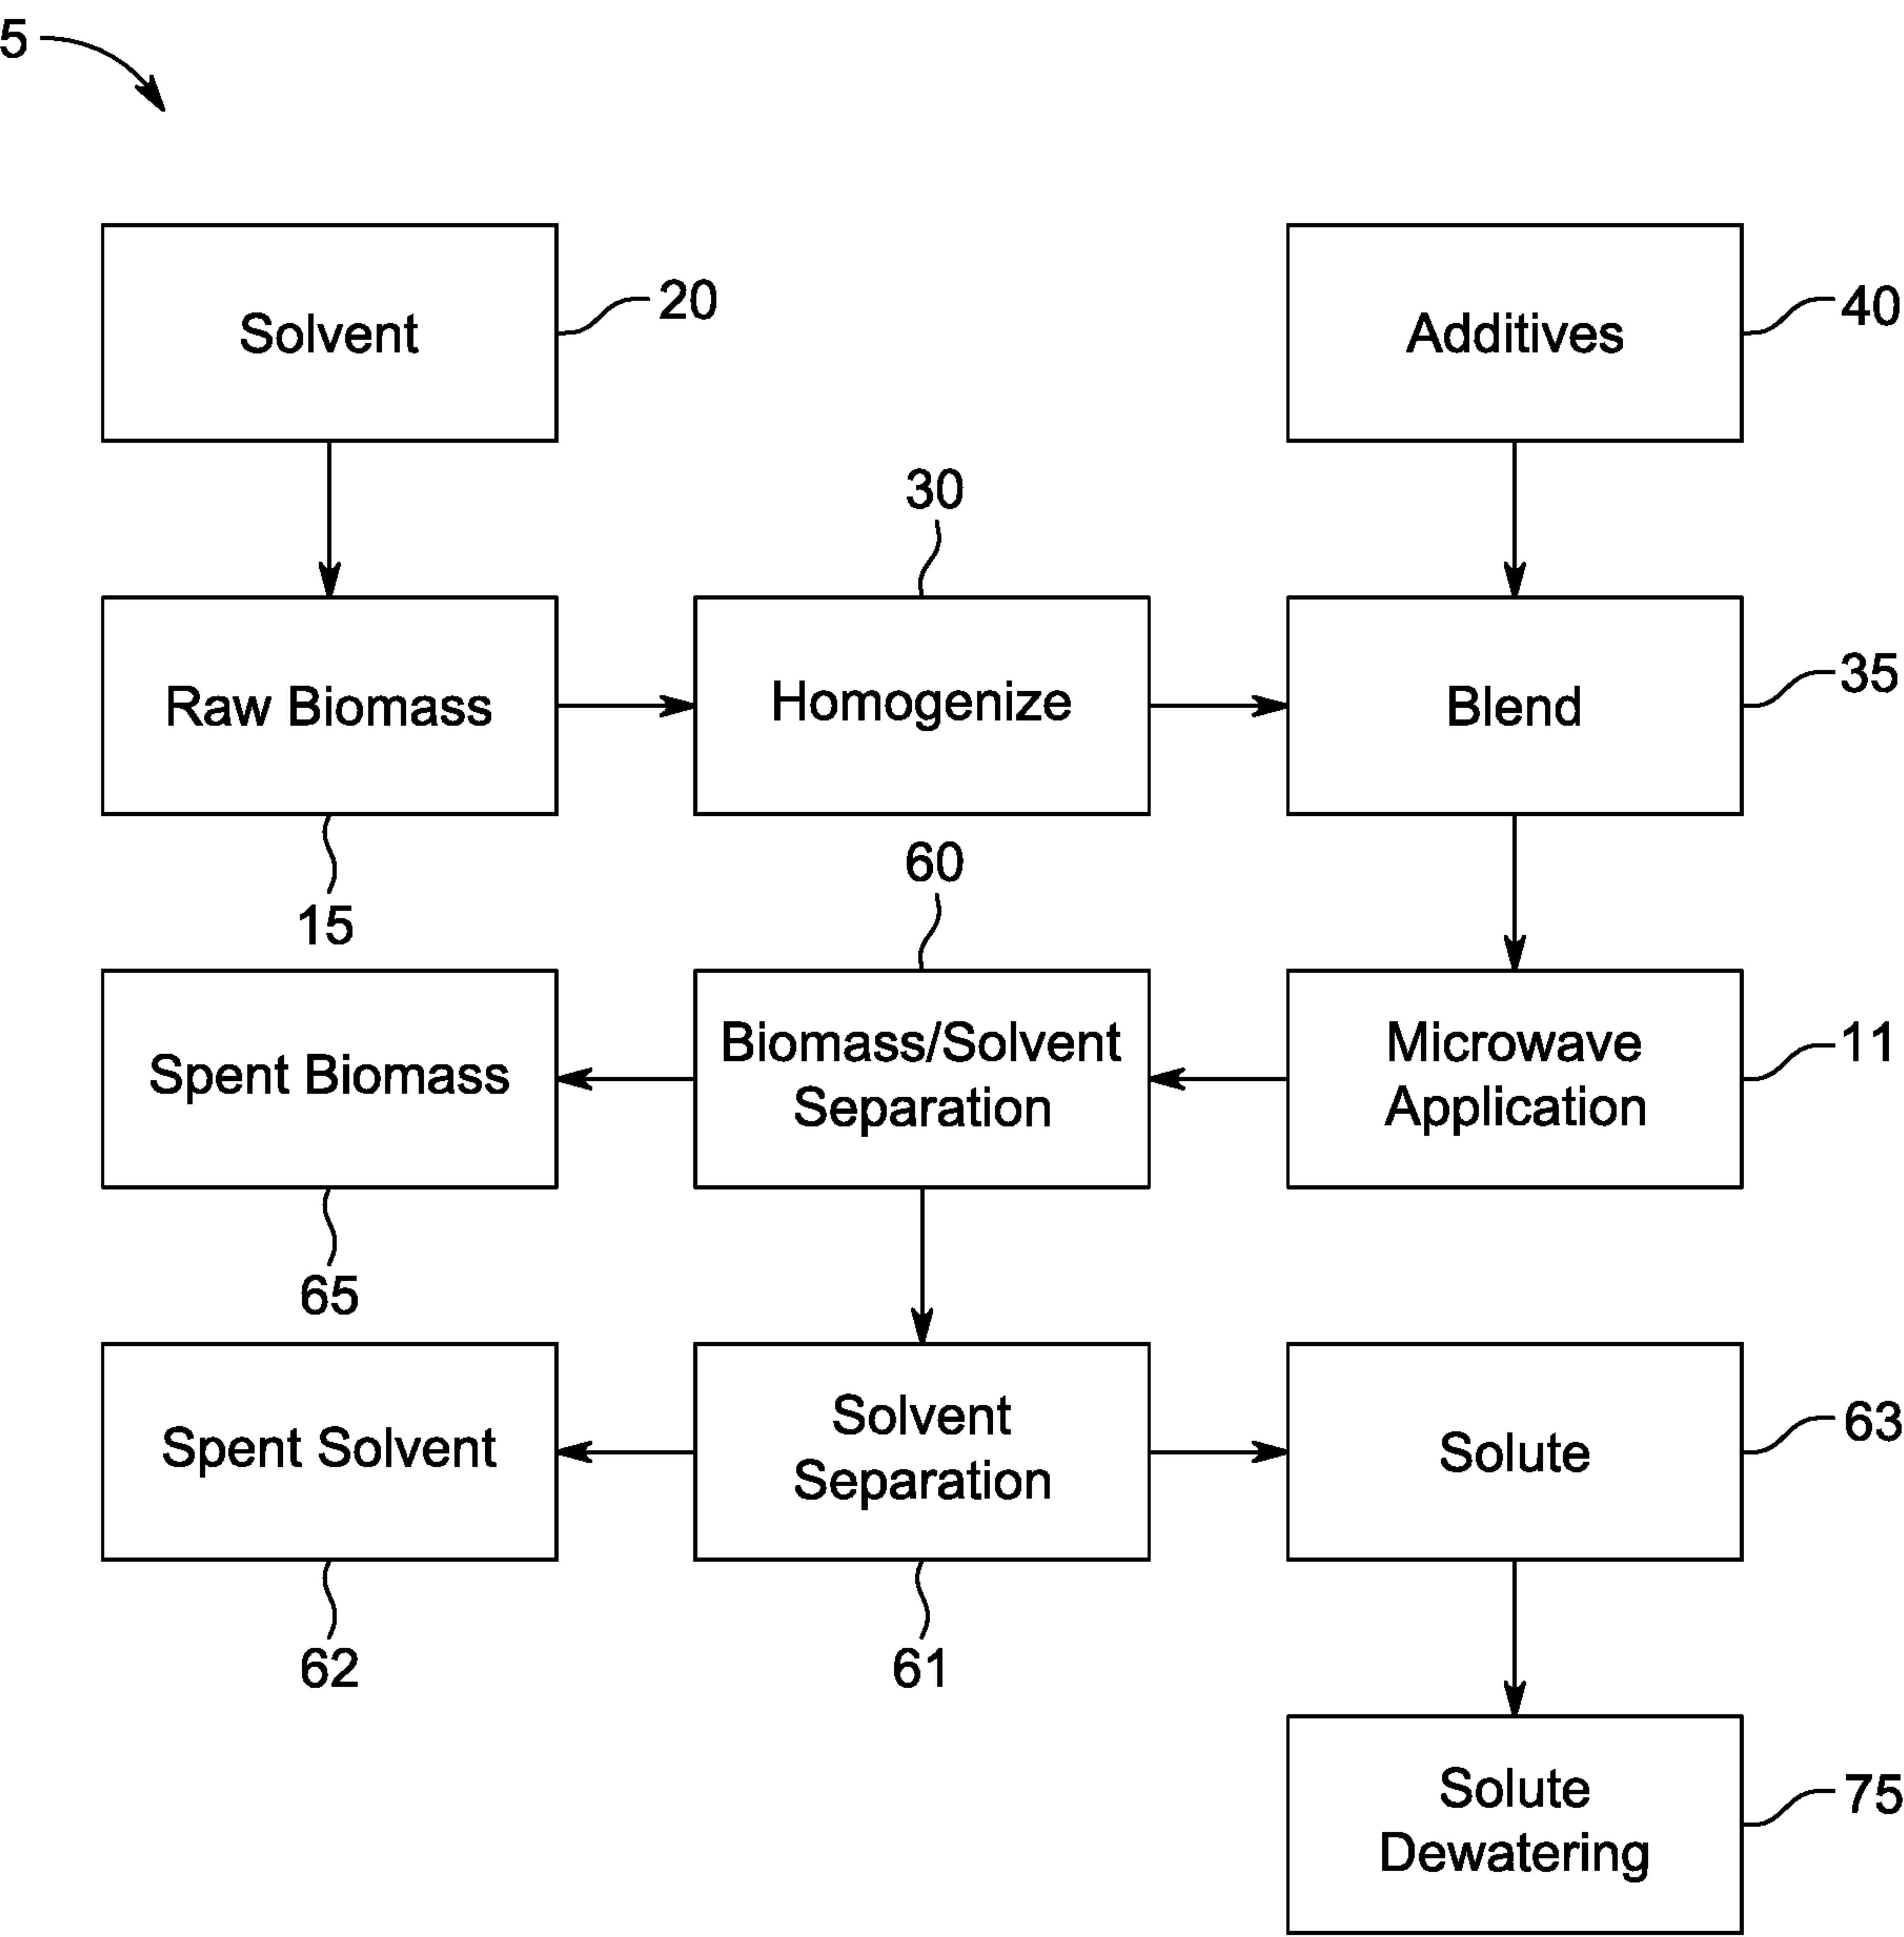 5
Solvent
20
Additives
40
30
Raw Biomass
Homogenize
Blend
35
15
60
Spent Biomass
Biomass/Solvent
Separation
Microwave
Application
11
65
Spent Solvent
Solvent
Separation
Solute
63
62
61
Solute
Dewatering
75